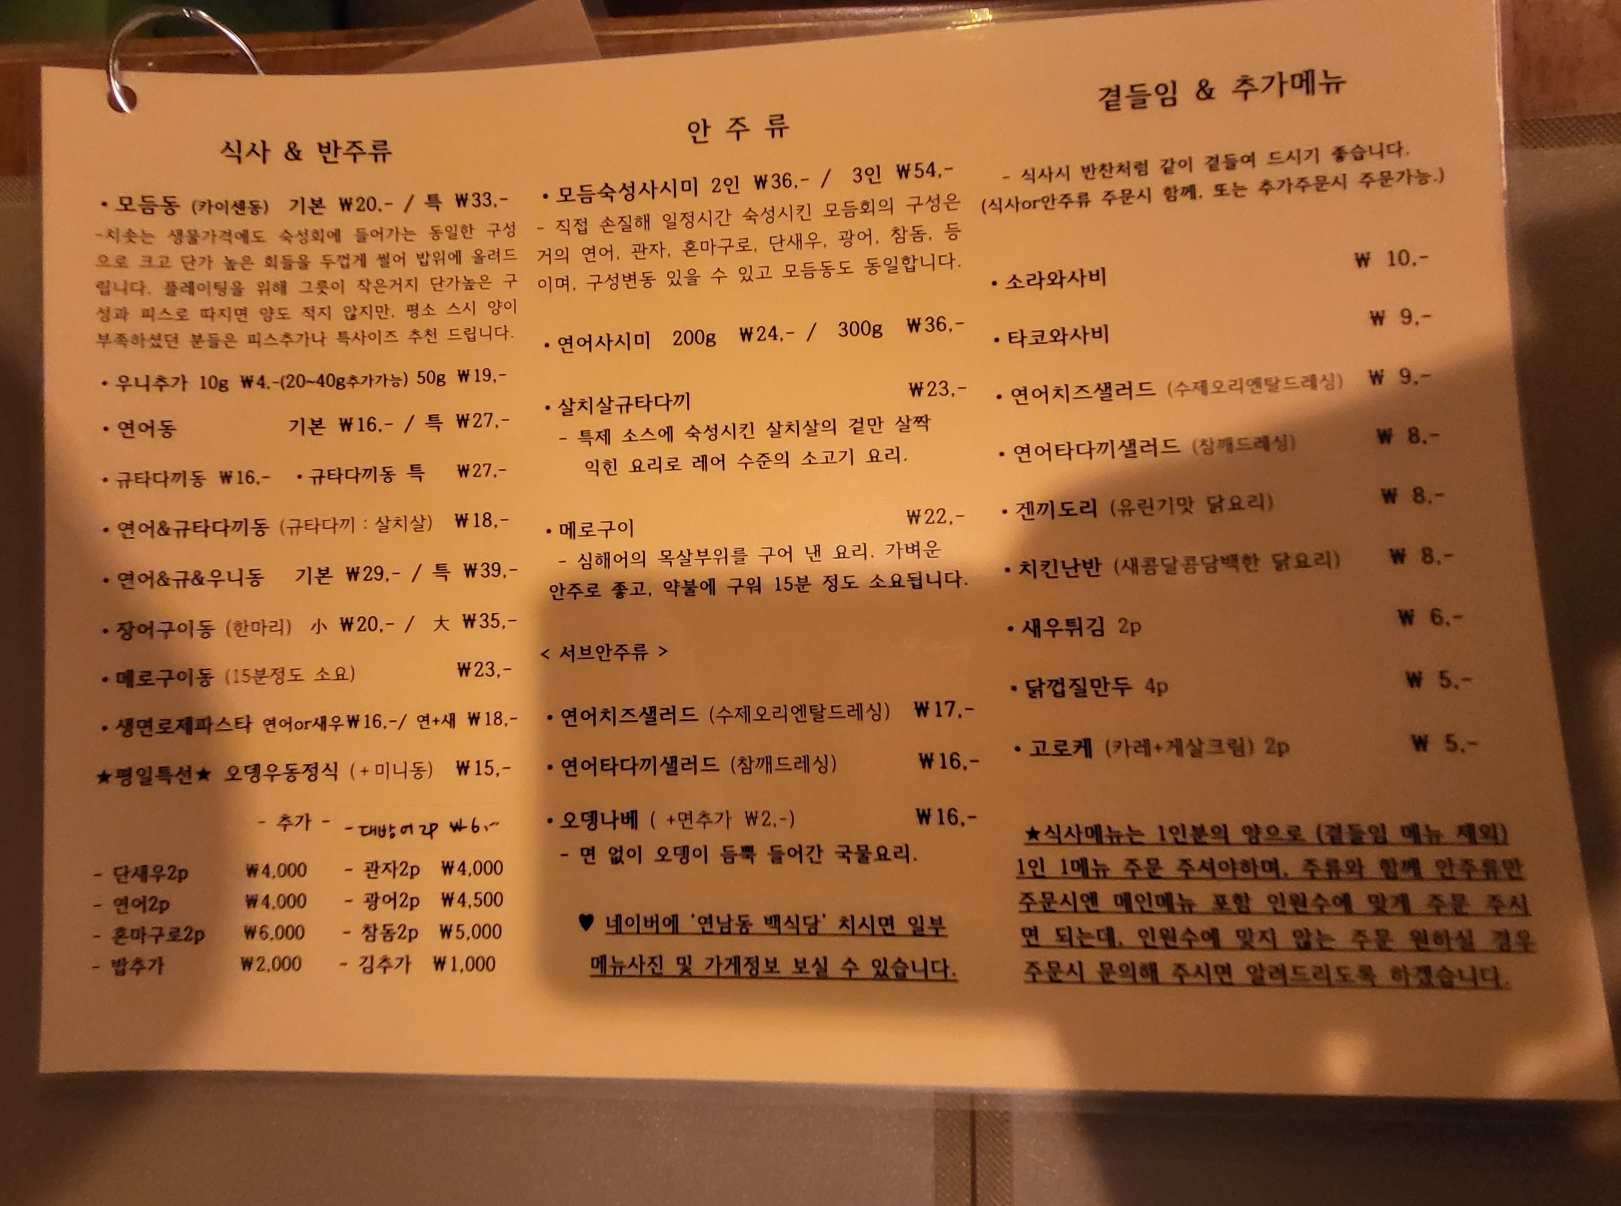 식사 & 반주류
• 모듬동 (카이센동) 기본 ₩20.- / 특 ₩33.-
-치솟는 생물가격에도 숙성회에 들어가는 동일한 구성
으로 크고 단가 높은 회들을 두껍게 썰어 밥위에 올려드
립니다. 플레이팅을 위해 그릇이 작은거지 단가높은 구
성과 피스로 따지면 양도 적지 않지만, 평소 스시 양이
부족하셨던 분들은 피스추가나 특사이즈 추천 드립니다.
• 우니추가 10g ₩4.-(20~40g추가가능) 50g ₩19.-
• 연어동 기본 ₩16.- / 특 ₩27.-
• 규타다끼동 ₩16.- • 규타다끼동 특 ₩27.-
• 연어&규타다끼동 (규타다끼 : 살치살) ₩18.-
• 연어&규&우니동 기본 ₩29.- / 특 ₩39.-
• 장어구이동 (한마리) 小 ₩20.- / 大 ₩35.-
• 메로구이동 (15분정도 소요) ₩23.-
• 생면로제파스타 연어or새우₩16.-/ 연+새 ₩18.-
★평일특선★ 오뎅우동정식 (+미니동) ₩15.-
- 추가 - - 대방어2P ₩6.-
- 단새우2p ₩4,000 - 관자2p ₩4,000
- 연어2p ₩4,000 - 광어2p ₩4,500
- 혼마구로2p ₩6,000 - 참돔2p ₩5,000
- 밥추가 ₩2,000 - 김추가 ₩1,000
안 주 류
• 모듬숙성사시미 2인 ₩36.- / 3인 ₩54.-
- 직접 손질해 일정시간 숙성시킨 모듬회의 구성은
거의 연어, 관자, 혼마구로, 단새우, 광어, 참돔, 등
이며, 구성변동 있을 수 있고 모듬동도 동일합니다.
• 연어사시미 200g ₩24.- / 300g ₩36.-
• 살치살규타다끼 ₩23.-
- 특제 소스에 숙성시킨 살치살의 겉만 살짝
익힌 요리로 레어 수준의 소고기 요리.
• 메로구이 ₩22.-
- 심해어의 목살부위를 구어 낸 요리. 가벼운
안주로 좋고, 약불에 구워 15분 정도 소요됩니다.
< 서브안주류 >
• 연어치즈샐러드 (수제오리엔탈드레싱) ₩17.-
• 연어타다끼샐러드 (참깨드레싱) ₩16.-
• 오뎅나베 ( +면추가 ₩2.-) ₩16.-
- 면 없이 오뎅이 듬뿍 들어간 국물요리.
♥ 네이버에 '연남동 백식당' 치시면 일부
메뉴사진 및 가게정보 보실 수 있습니다.
곁들임 & 추가메뉴
- 식사시 반찬처럼 같이 곁들여 드시기 좋습니다.
(식사or안주류 주문시 함께, 또는 추가주문시 주문가능.)
• 소라와사비 ₩ 10.-
• 타코와사비 ₩ 9.-
• 연어치즈샐러드 (수제오리엔탈드레싱) ₩ 9.-
• 연어타다끼샐러드 (참깨드레싱) ₩ 8.-
• 겐끼도리 (유린기맛 닭요리) ₩ 8.-
• 치킨난반 (새콤달콤담백한 닭요리) ₩ 8.-
• 새우튀김 2p ₩ 6.-
• 닭껍질만두 4p ₩ 5.-
• 고로케 (카레+게살크림) 2p ₩ 5.-
★식사메뉴는 1인분의 양으로 (곁들임 메뉴 제외)
1인 1메뉴 주문 주셔야하며, 주류와 함께 안주류만
주문시엔 메인메뉴 포함 인원수에 맞게 주문 주시
면 되는데, 인원수에 맞지 않는 주문 원하실 경우
주문시 문의해 주시면 알려드리도록 하겠습니다.